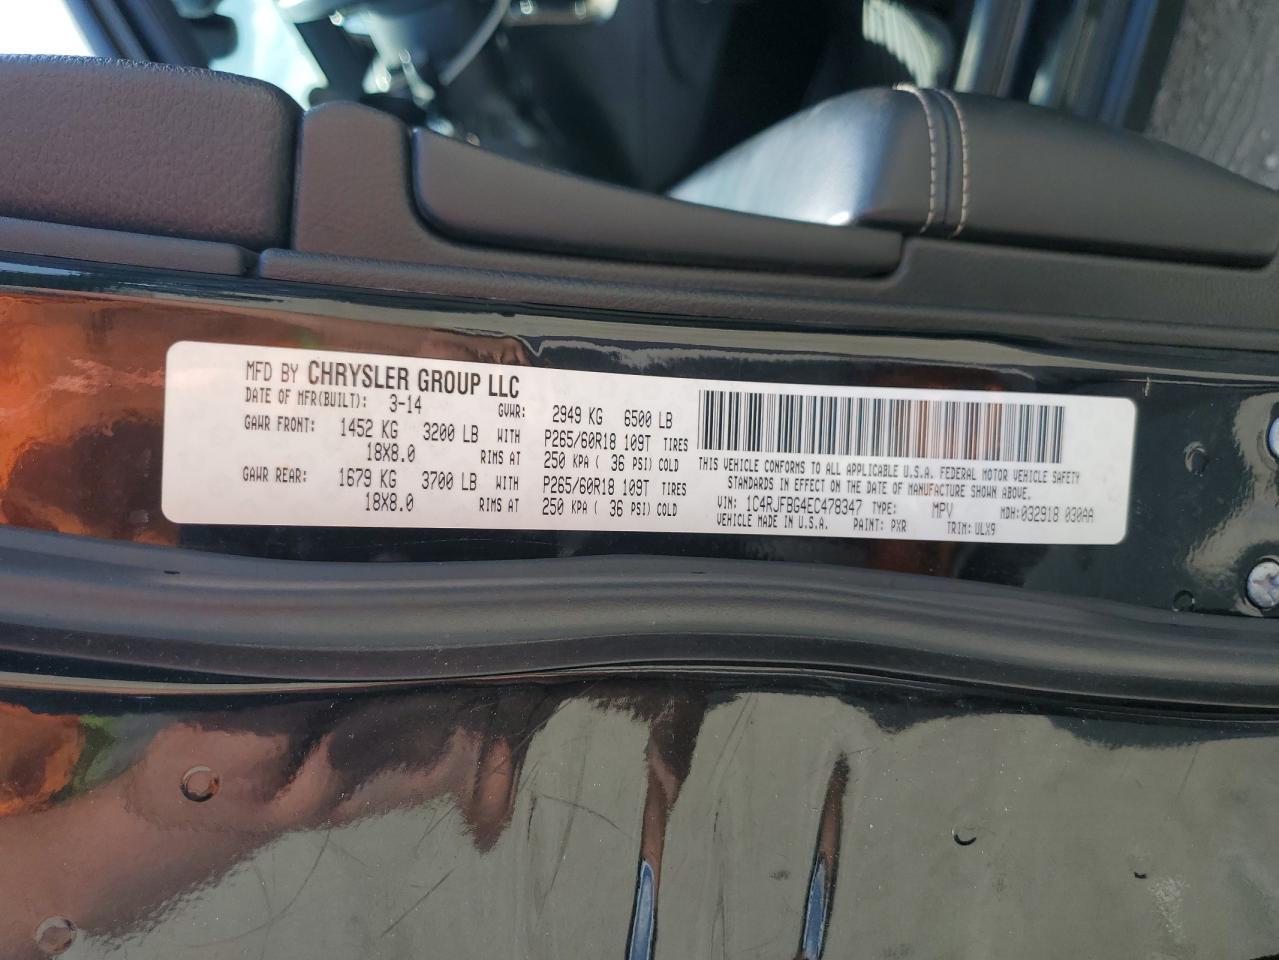 MFD BY CHRYSLER GROUP LLC
DATE OF MFR(BUILT): 3-14 GVWR: 2949 KG 6500 LB
GAWR FRONT: 1452 KG 3200 LB WITH P265/60R18 109T TIRES
18X8.0 RIMS AT 250 KPA ( 36 PSI) COLD
GAWR REAR: 1679 KG 3700 LB WITH P265/60R18 109T TIRES
18X8.0 RIMS AT 250 KPA ( 36 PSI) COLD
THIS VEHICLE CONFORMS TO ALL APPLICABLE U.S.A. FEDERAL MOTOR VEHICLE SAFETY
STANDARDS IN EFFECT ON THE DATE OF MANUFACTURE SHOWN ABOVE.
VIN: 1C4RJFBG4EC478347 TYPE: MPV MDH:032918 030AA
VEHICLE MADE IN U.S.A. PAINT: PXR TRIM: ULX9